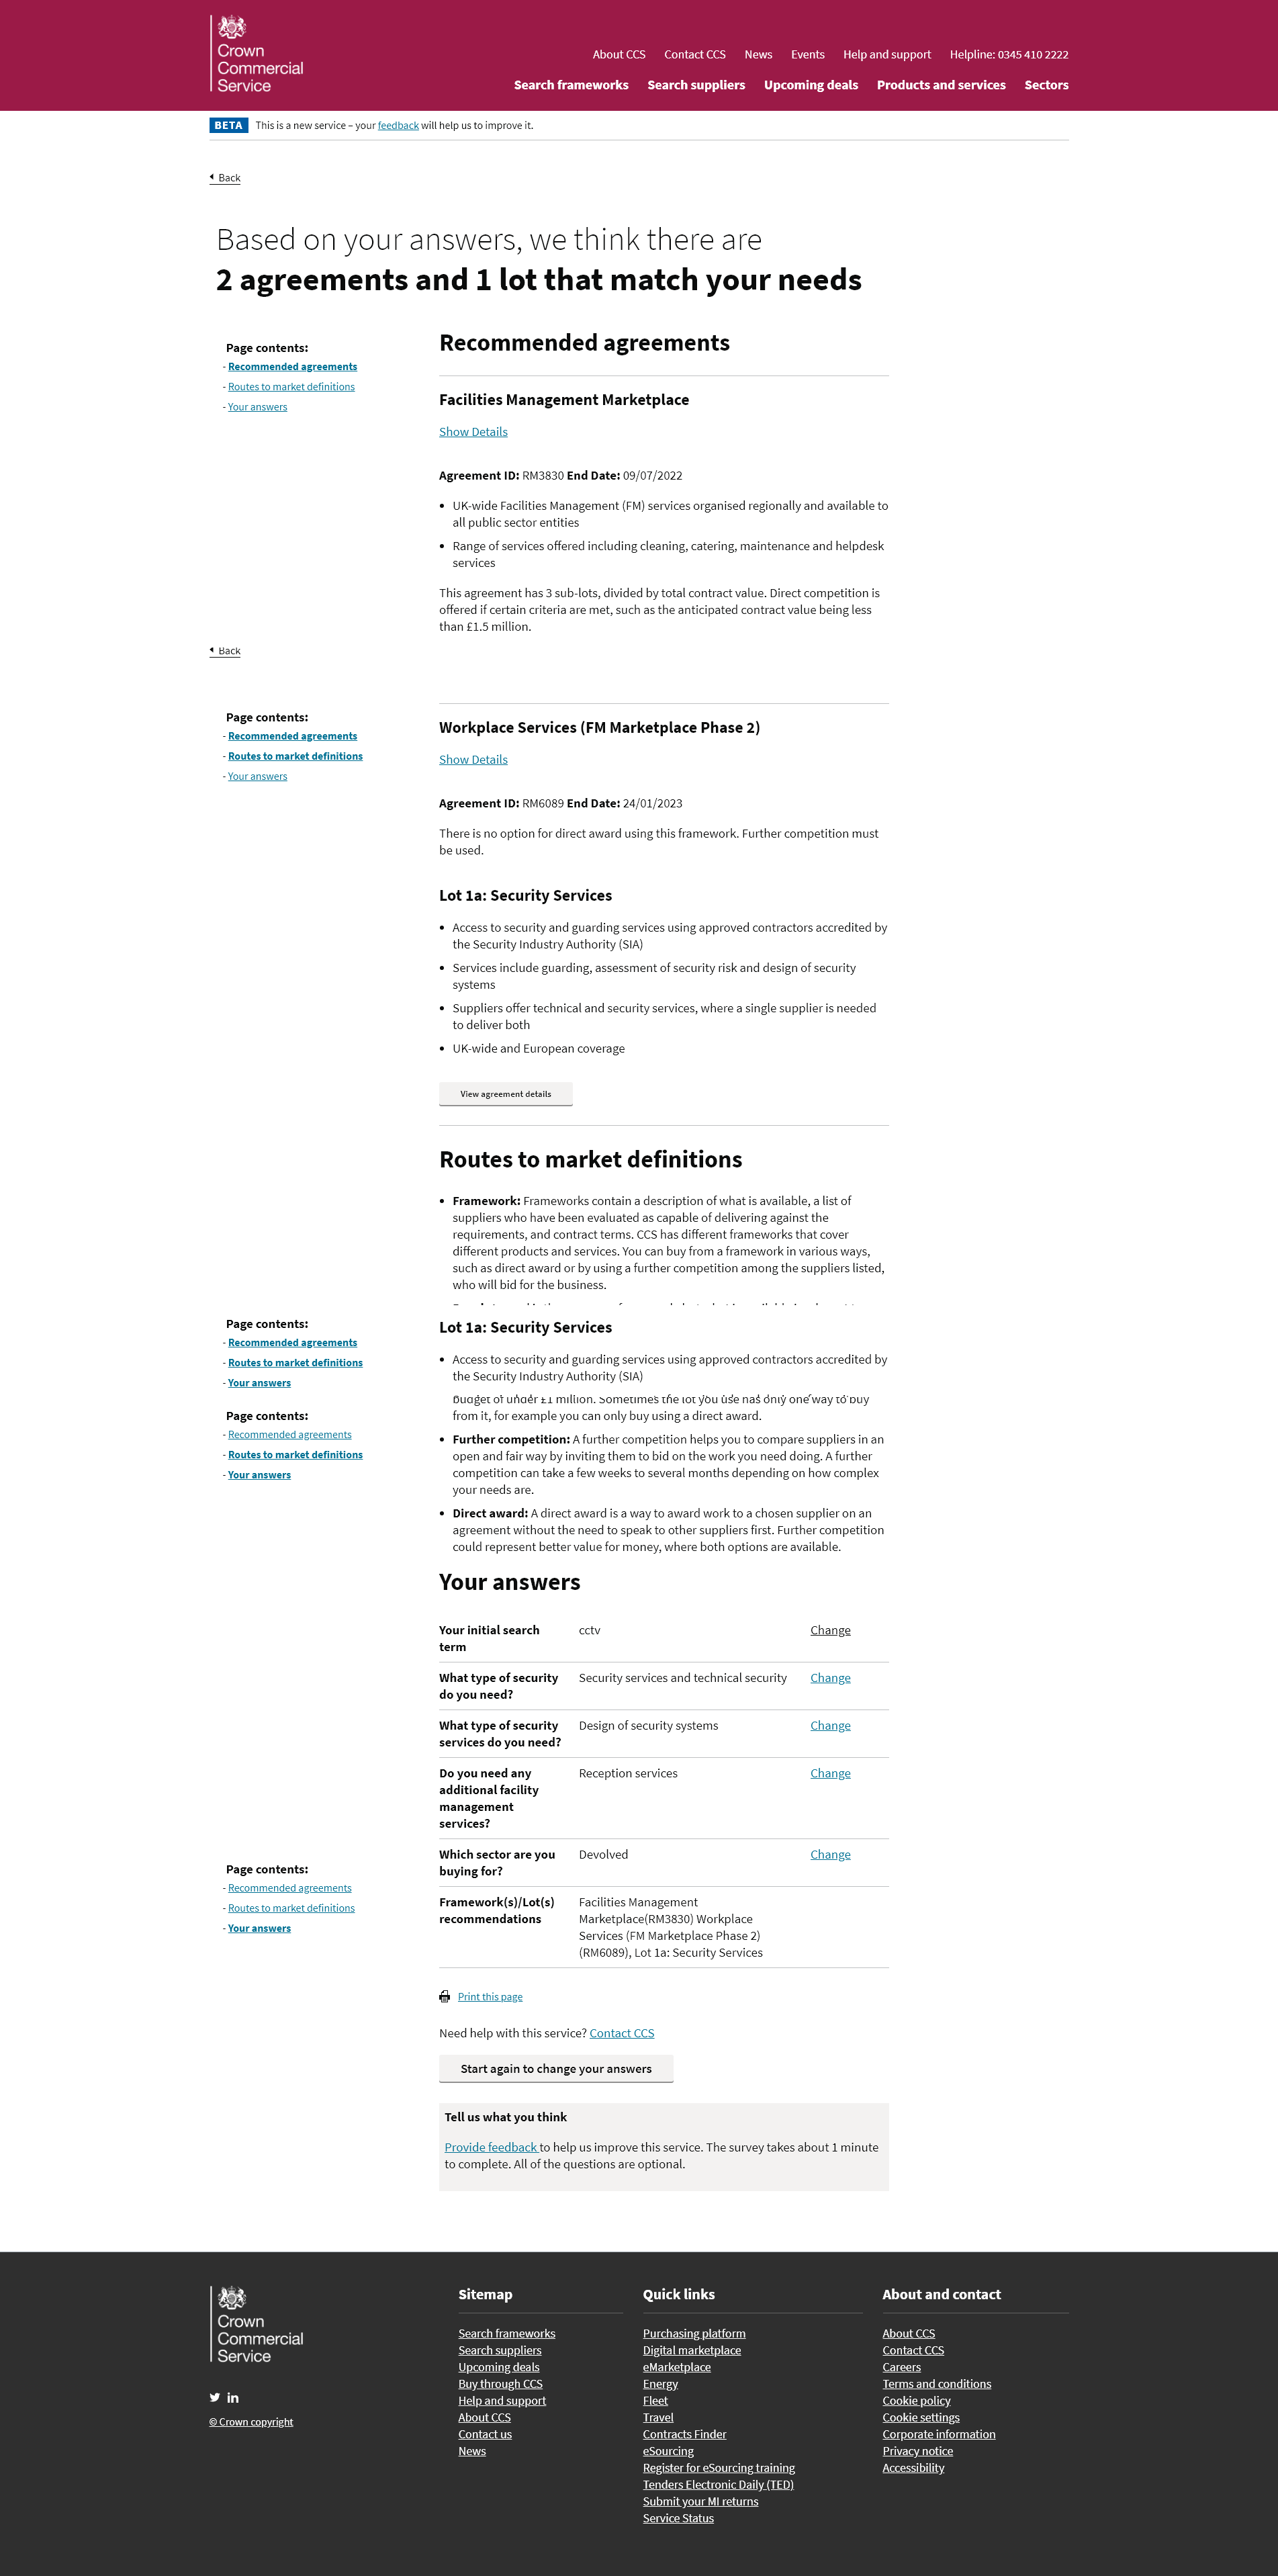 Crown
Commercial
Service
About CCS Contact CCS News Events Help and support Helpline: 0345 410 2222
Search frameworks Search suppliers Upcoming deals Products and services Sectors
BETA This is a new service – your feedback will help us to improve it.
Back
Based on your answers, we think there are
2 agreements and 1 lot that match your needs
Page contents:
- Recommended agreements
- Routes to market definitions
- Your answers
Recommended agreements
Facilities Management Marketplace
Show Details
Agreement ID: RM3830 End Date: 09/07/2022
• UK-wide Facilities Management (FM) services organised regionally and available to
all public sector entities
• Range of services offered including cleaning, catering, maintenance and helpdesk
services
This agreement has 3 sub-lots, divided by total contract value. Direct competition is
offered if certain criteria are met, such as the anticipated contract value being less
than £1.5 million.
Back
Page contents:
- Recommended agreements
- Routes to market definitions
- Your answers
Workplace Services (FM Marketplace Phase 2)
Show Details
Agreement ID: RM6089 End Date: 24/01/2023
There is no option for direct award using this framework. Further competition must
be used.
Lot 1a: Security Services
• Access to security and guarding services using approved contractors accredited by
the Security Industry Authority (SIA)
• Services include guarding, assessment of security risk and design of security
systems
• Suppliers offer technical and security services, where a single supplier is needed
to deliver both
• UK-wide and European coverage
View agreement details
Routes to market definitions
• Framework: Frameworks contain a description of what is available, a list of
suppliers who have been evaluated as capable of delivering against the
requirements, and contract terms. CCS has different frameworks that cover
different products and services. You can buy from a framework in various ways,
such as direct award or by using a further competition among the suppliers listed,
who will bid for the business.
Page contents:
- Recommended agreements
- Routes to market definitions
- Your answers
Lot 1a: Security Services
• Access to security and guarding services using approved contractors accredited by
the Security Industry Authority (SIA)
budget of under £1 million. Sometimes the lot you use has only one way to buy
from it, for example you can only buy using a direct award.
Page contents:
- Recommended agreements
- Routes to market definitions
- Your answers
• Further competition: A further competition helps you to compare suppliers in an
open and fair way by inviting them to bid on the work you need doing. A further
competition can take a few weeks to several months depending on how complex
your needs are.
• Direct award: A direct award is a way to award work to a chosen supplier on an
agreement without the need to speak to other suppliers first. Further competition
could represent better value for money, where both options are available.
Your answers
Your initial search cctv Change
term
What type of security Security services and technical security Change
do you need?
What type of security Design of security systems Change
services do you need?
Do you need any Reception services Change
additional facility
management
services?
Which sector are you Devolved Change
buying for?
Page contents:
- Recommended agreements
- Routes to market definitions
- Your answers
Framework(s)/Lot(s) Facilities Management
recommendations Marketplace(RM3830) Workplace
Services (FM Marketplace Phase 2)
(RM6089), Lot 1a: Security Services
Print this page
Need help with this service? Contact CCS
Start again to change your answers
Tell us what you think
Provide feedback to help us improve this service. The survey takes about 1 minute
to complete. All of the questions are optional.
Crown
Commercial
Service
© Crown copyright
Sitemap
Search frameworks
Search suppliers
Upcoming deals
Buy through CCS
Help and support
About CCS
Contact us
News
Quick links
Purchasing platform
Digital marketplace
eMarketplace
Energy
Fleet
Travel
Contracts Finder
eSourcing
Register for eSourcing training
Tenders Electronic Daily (TED)
Submit your MI returns
Service Status
About and contact
About CCS
Contact CCS
Careers
Terms and conditions
Cookie policy
Cookie settings
Corporate information
Privacy notice
Accessibility